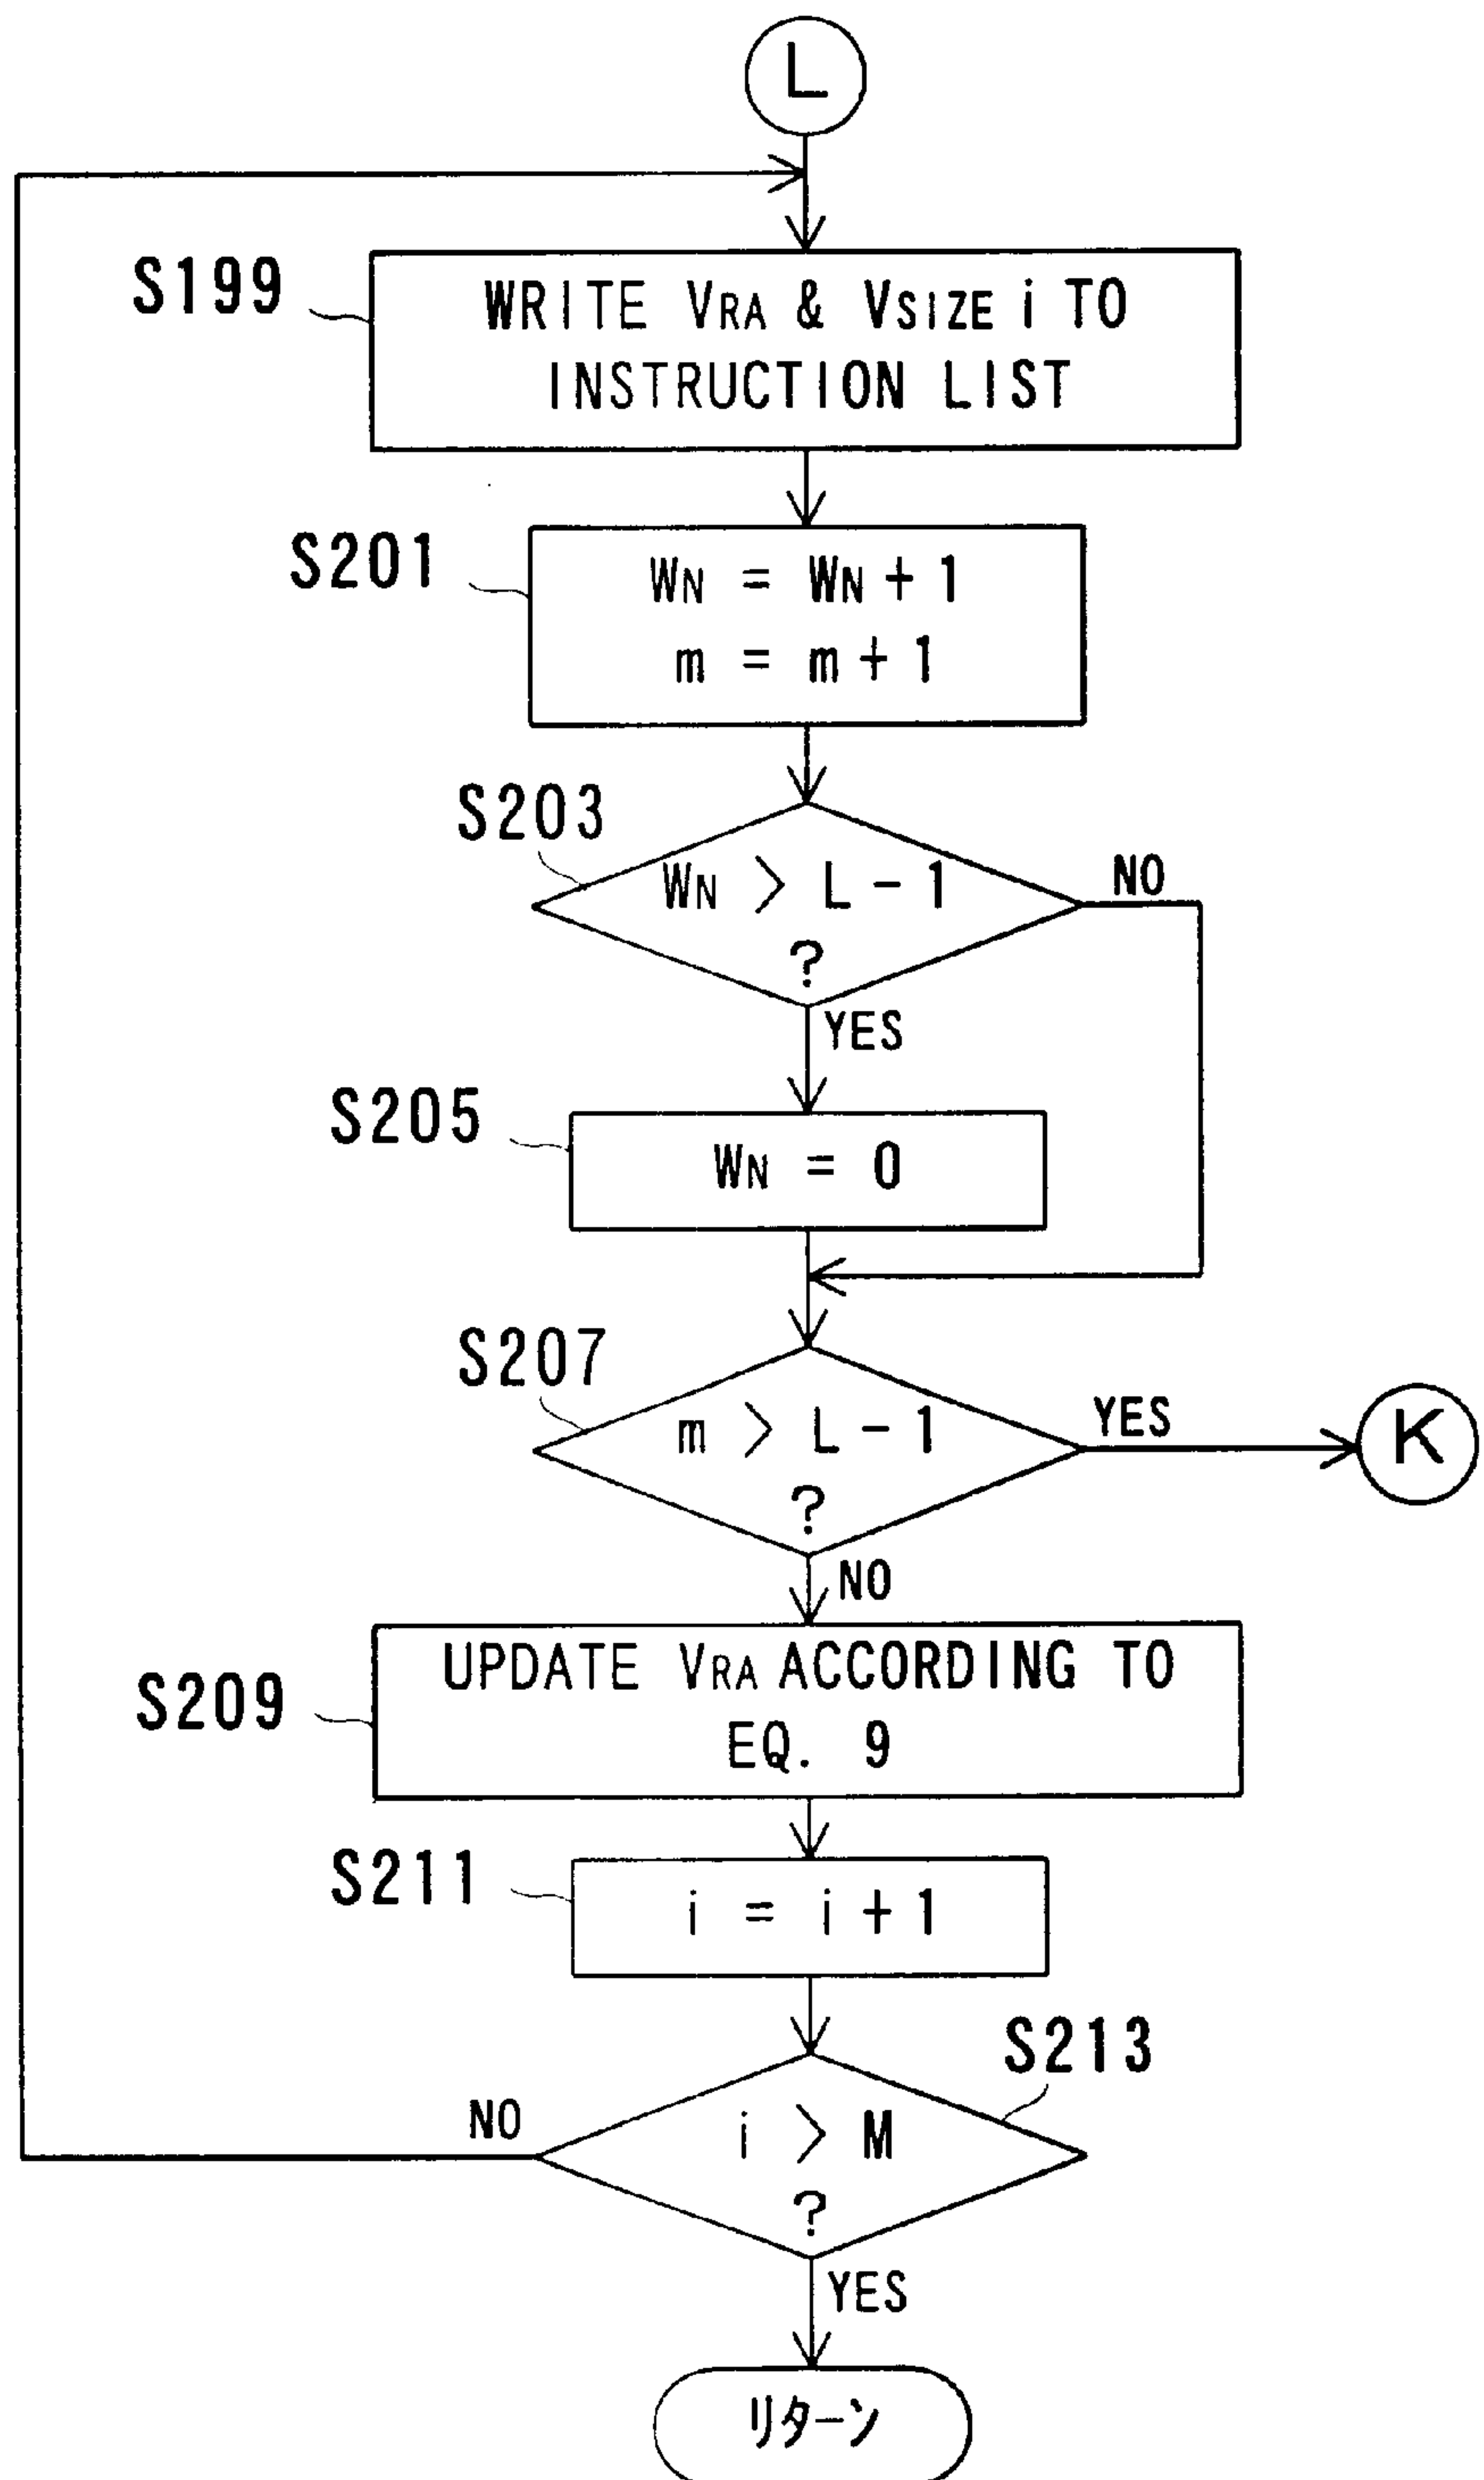 L
S199
WRITE VRA & VSIZE i TO
INSTRUCTION LIST
S201
WN = WN + 1
m = m + 1
S203
WN > L - 1
?
NO
YES
S205
WN = 0
S207
m > L - 1
?
YES
K
NO
S209
UPDATE VRA ACCORDING TO
EQ. 9
S211
i = i + 1
S213
i > M
?
NO
YES
リターン